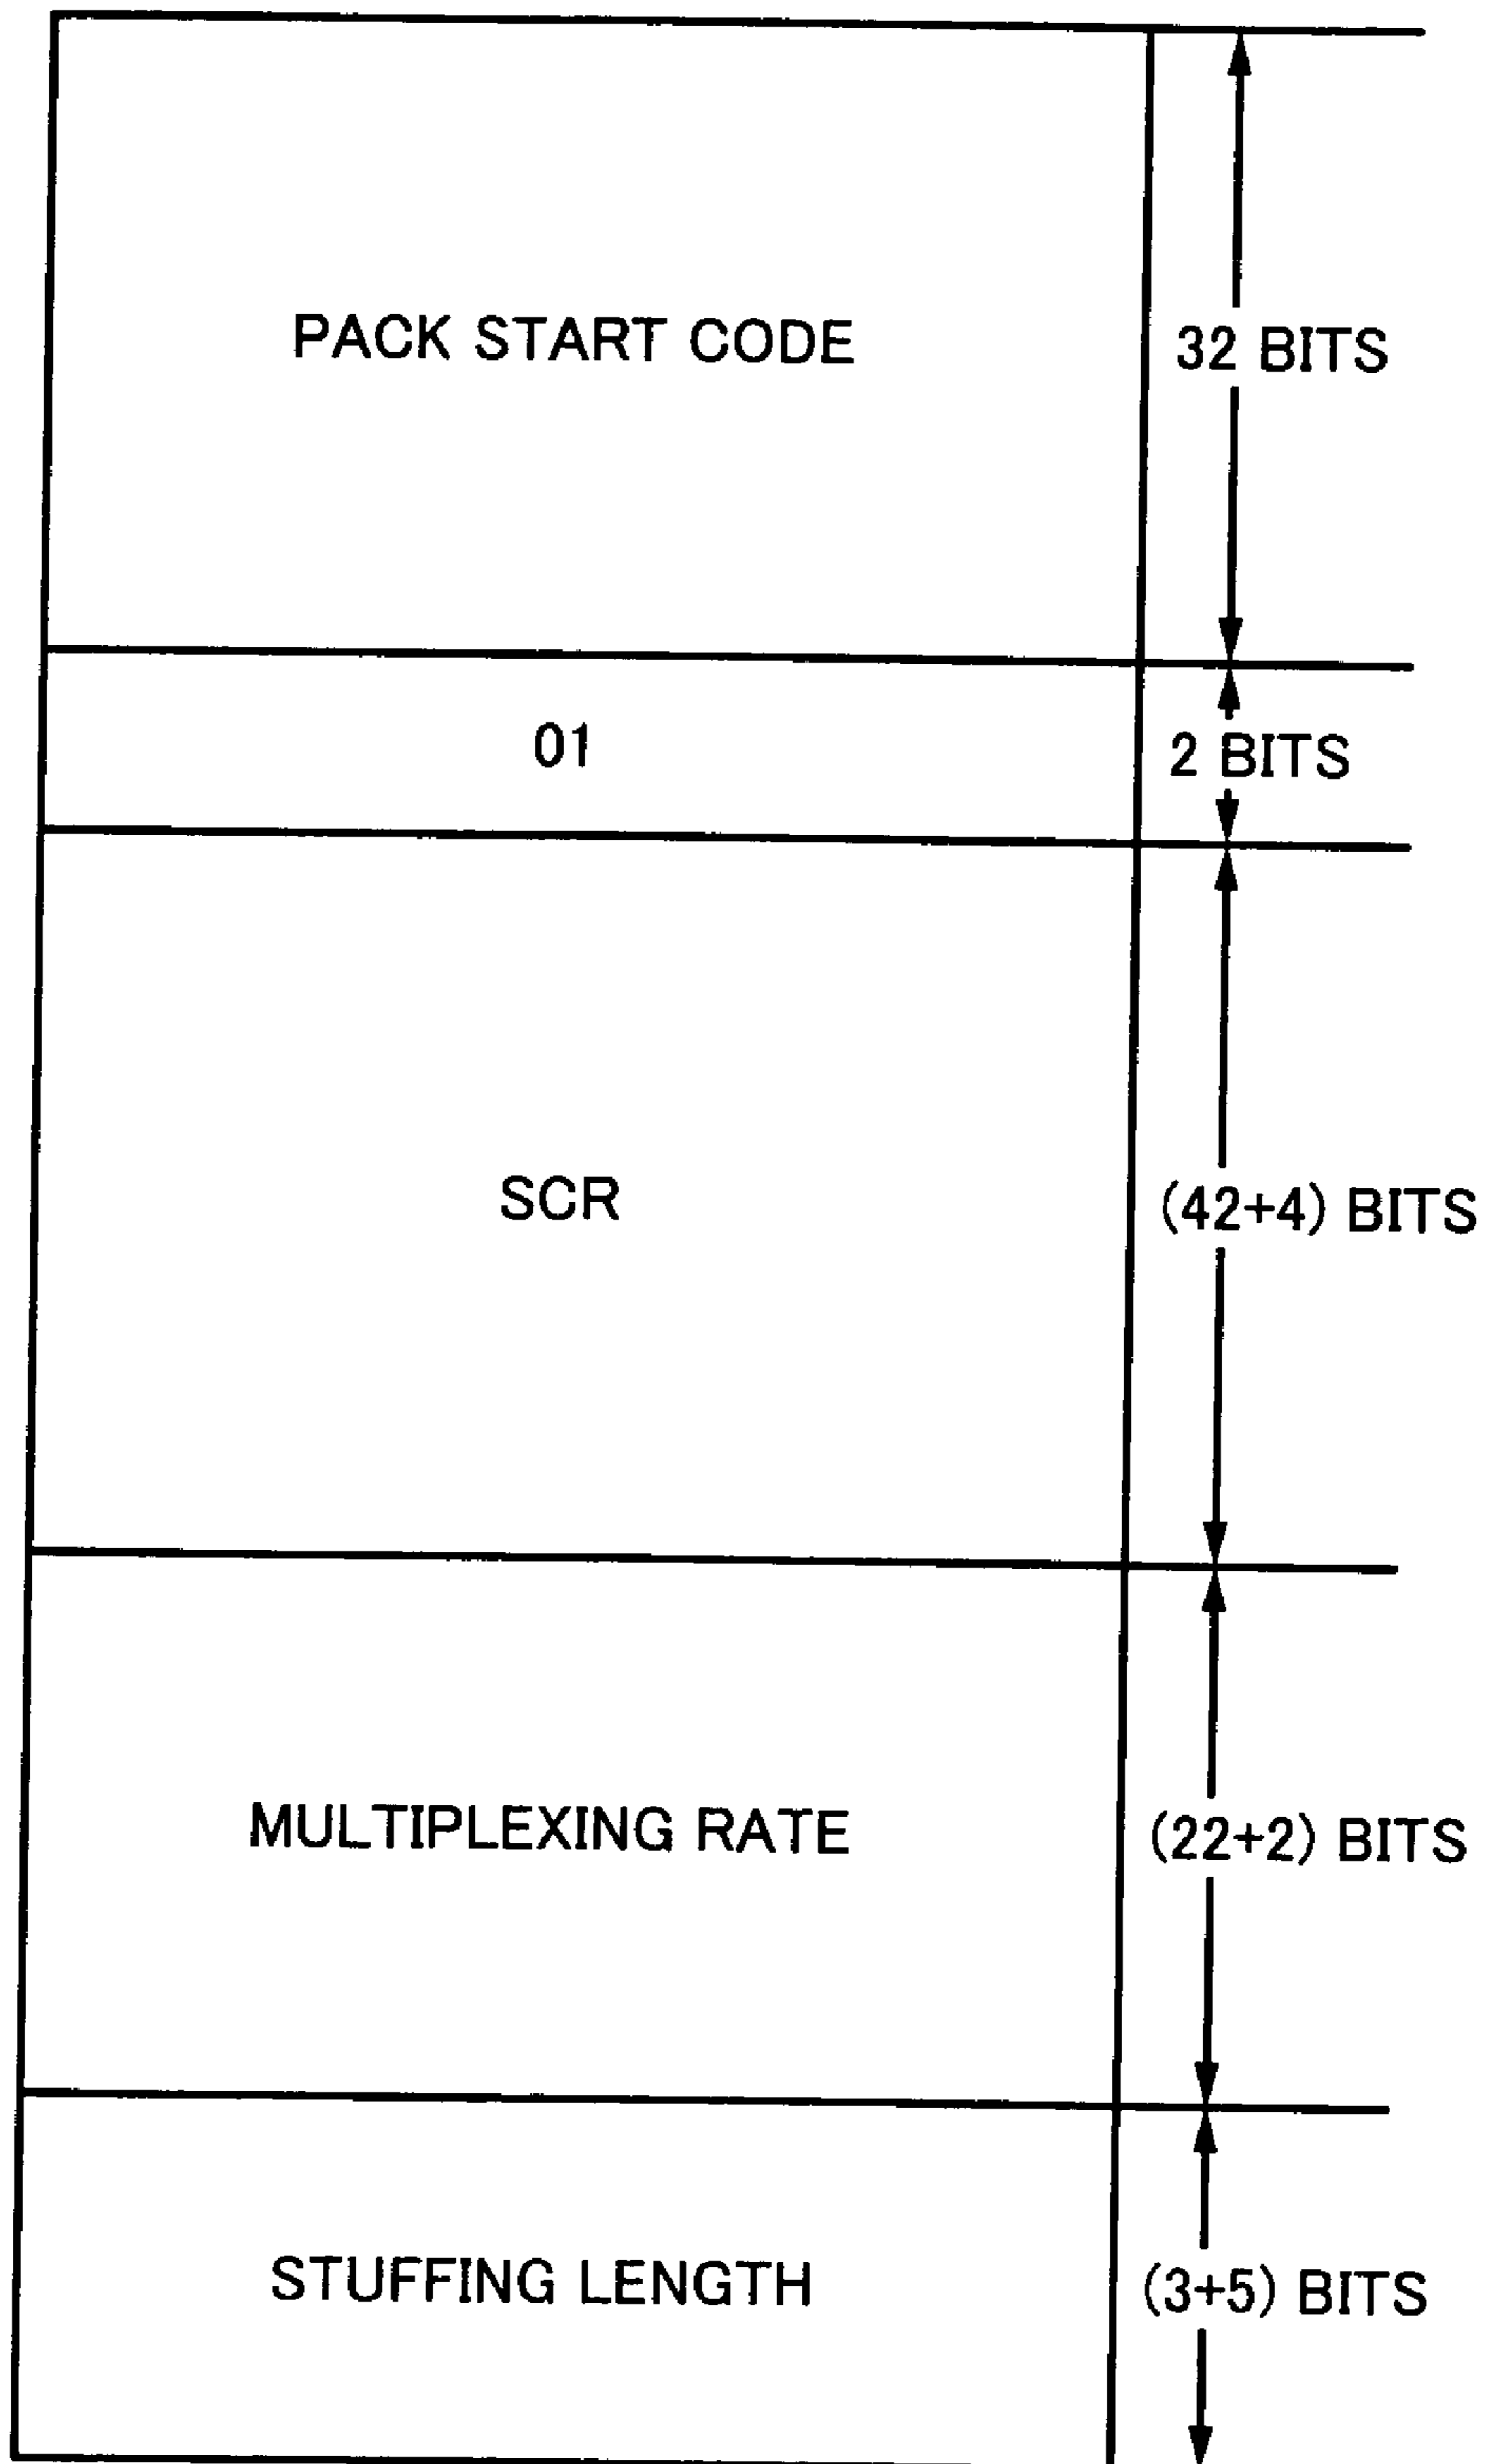 PACK START CODE
32 BITS
01
2 BITS
SCR
(42+4) BITS
MULTIPLEXING RATE
(22+2) BITS
STUFFING LENGTH
(3+5) BITS